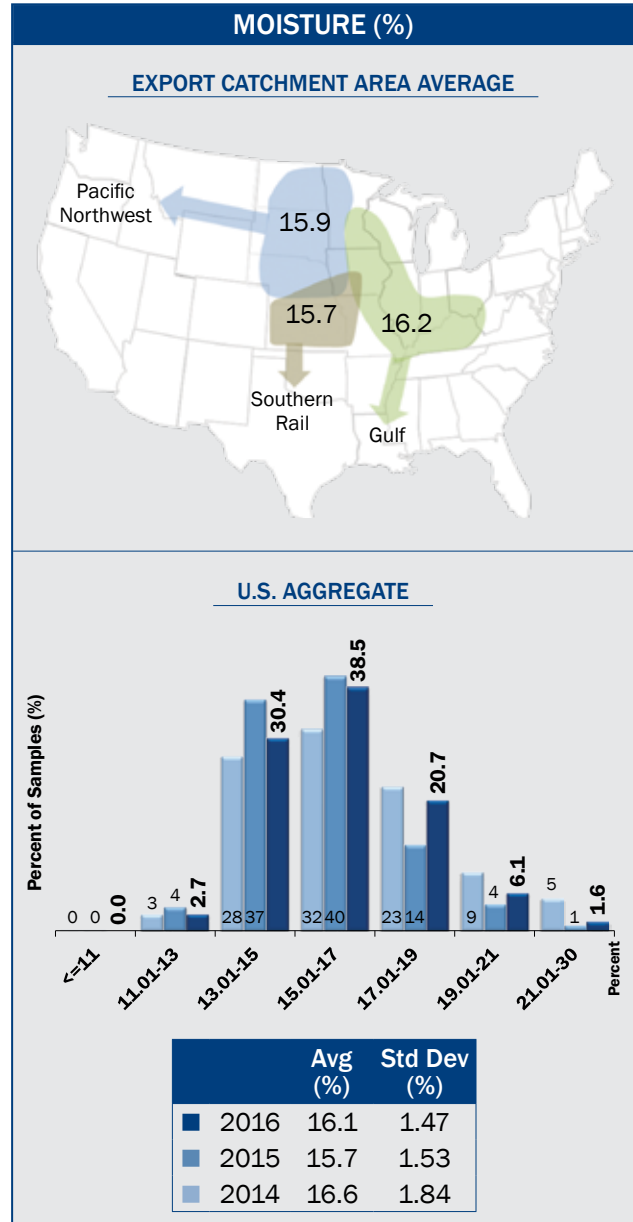 MOISTURE (%)
EXPORT CATCHMENT AREA AVERAGE
Pacific
Northwest
15.9
15.7
16.2
Southern
Rail
Gulf
U.S. AGGREGATE
Percent of Samples (%)
0 0 0.0
3 4 2.7
28 37 30.4
32 40 38.5
23 14 20.7
9 4 6.1
5 1 1.6
<=11 11.01-13 13.01-15 15.01-17 17.01-19 19.01-21 21.01-30
Percent
Avg Std Dev
(%) (%)
2016 16.1 1.47
2015 15.7 1.53
2014 16.6 1.84